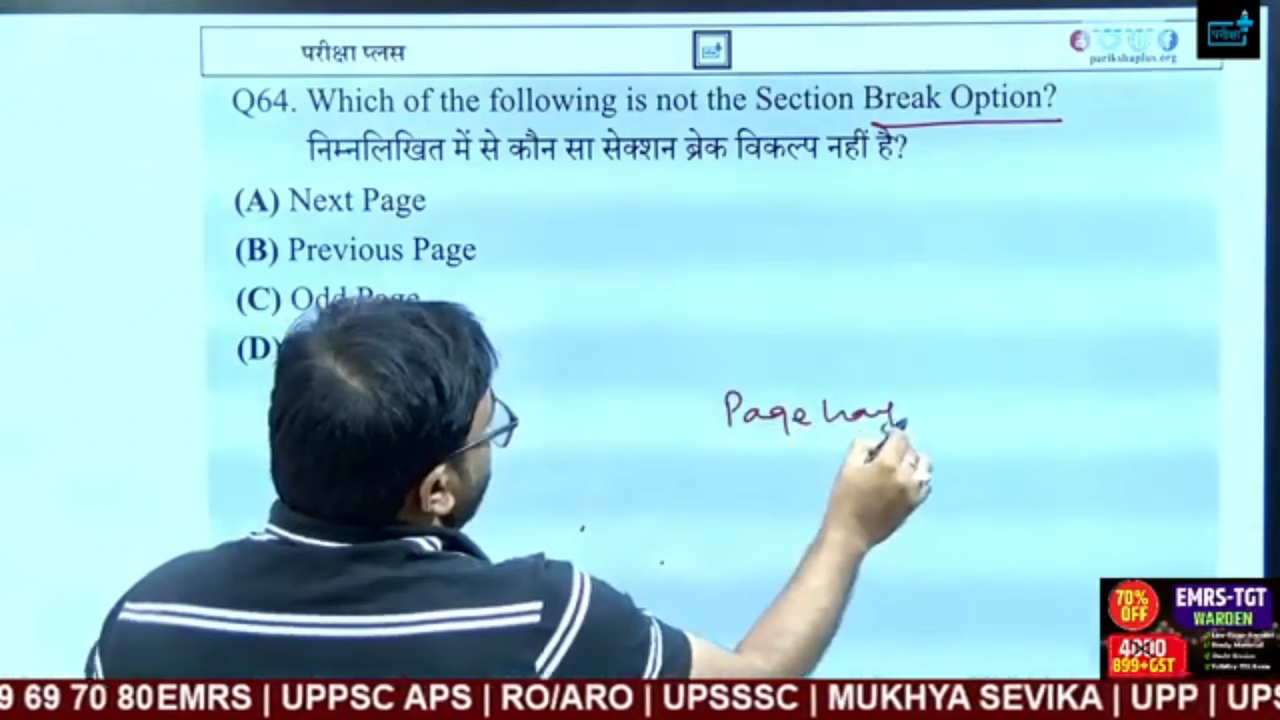 परीक्षा प्लस
परीक्षा
parikshaplus.org
Q64. Which of the following is not the Section Break Option?
निम्नलिखित में से कौन सा सेक्शन ब्रेक विकल्प नहीं है?
(A) Next Page
(B) Previous Page
(C) Odd Page
(D)
Page
70%
OFF
EMRS-TGT
WARDEN
4000
899+GST
9 69 70 80EMRS | UPPSC APS | RO/ARO | UPSSSC | MUKHYA SEVIKA | UPP | UPS